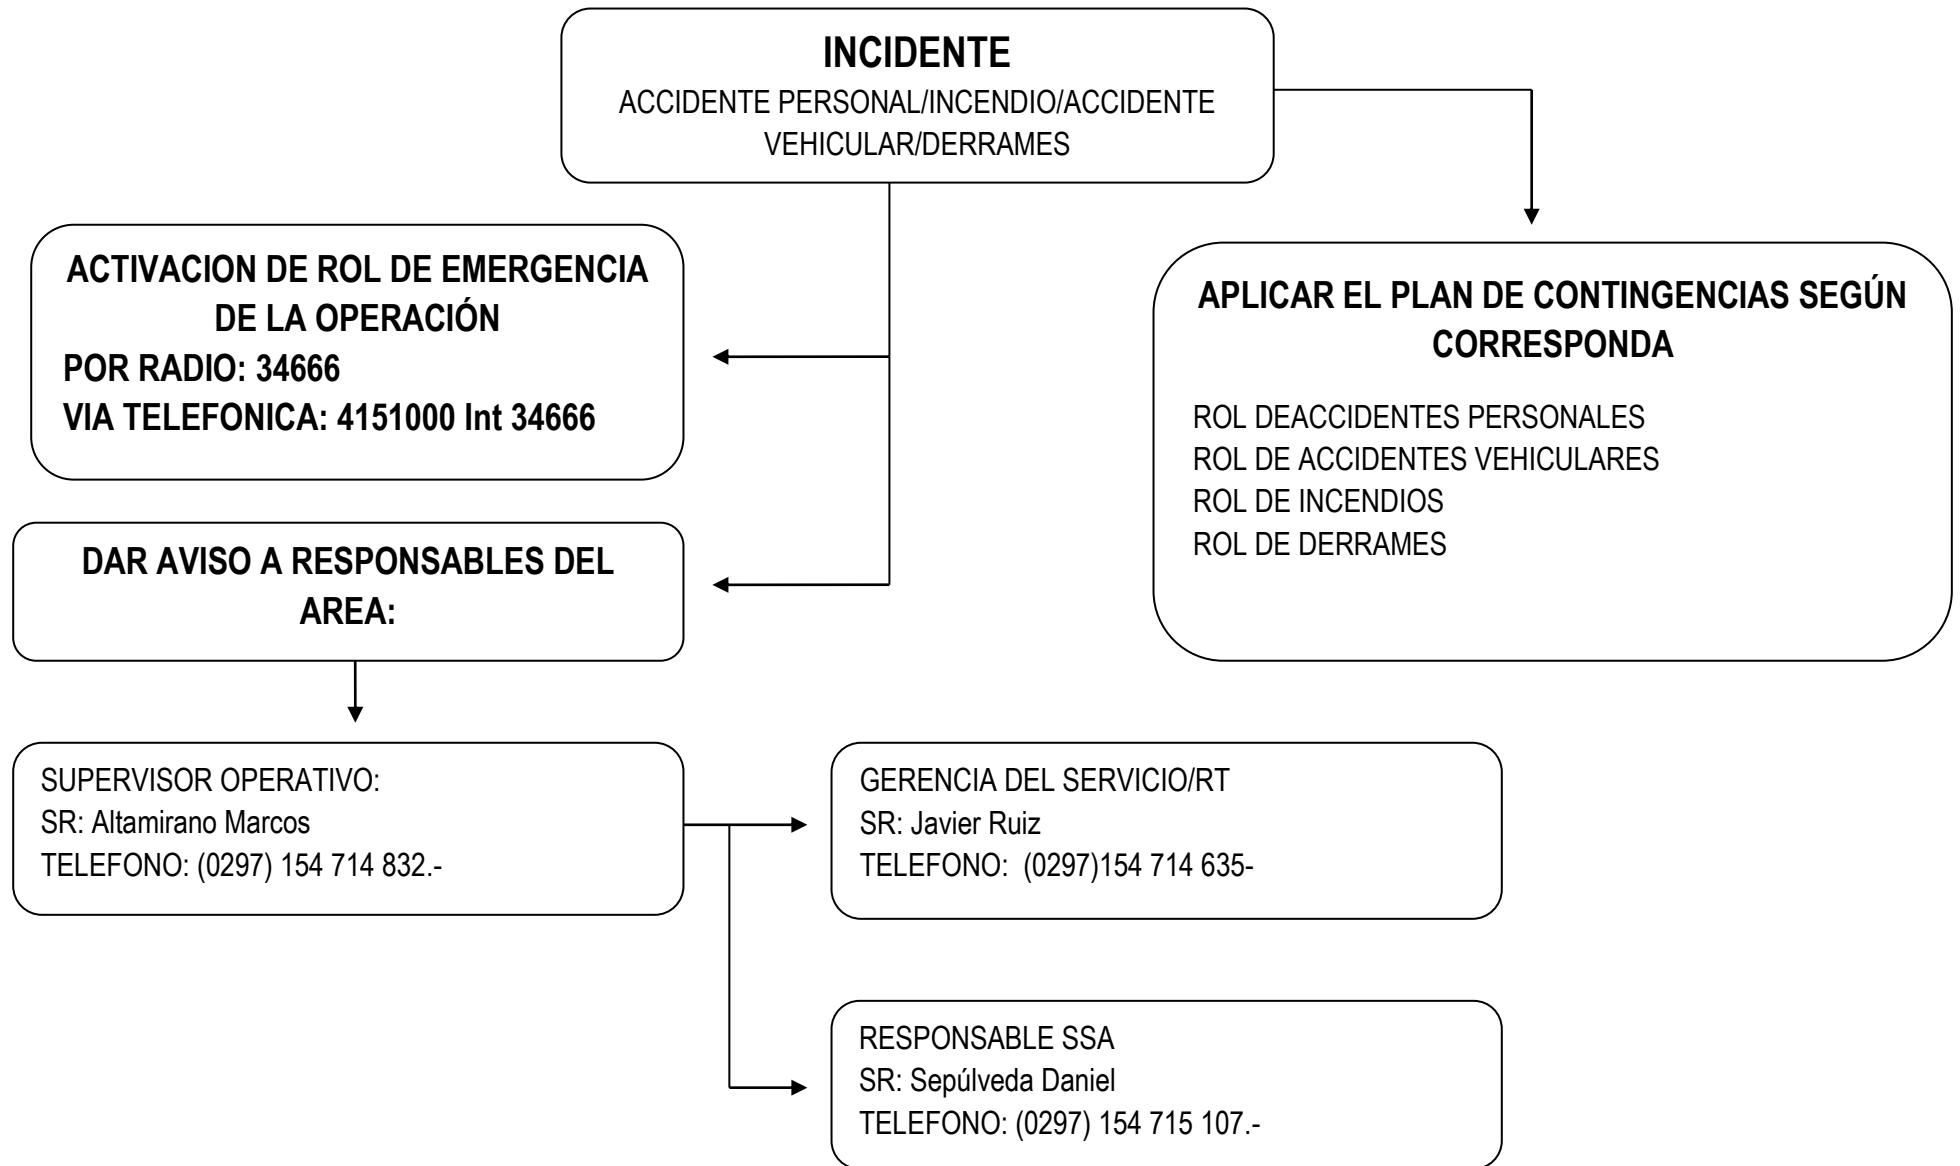 INCIDENTE
ACCIDENTE PERSONAL/INCENDIO/ACCIDENTE
VEHICULAR/DERRAMES
ACTIVACION DE ROL DE EMERGENCIA
DE LA OPERACIÓN
POR RADIO: 34666
VIA TELEFONICA: 4151000 Int 34666
APLICAR EL PLAN DE CONTINGENCIAS SEGÚN
CORRESPONDA
ROL DEACCIDENTES PERSONALES
ROL DE ACCIDENTES VEHICULARES
ROL DE INCENDIOS
ROL DE DERRAMES
DAR AVISO A RESPONSABLES DEL
AREA:
SUPERVISOR OPERATIVO:
SR: Altamirano Marcos
TELEFONO: (0297) 154 714 832.-
GERENCIA DEL SERVICIO/RT
SR: Javier Ruiz
TELEFONO:  (0297)154 714 635-
RESPONSABLE SSA
SR: Sepúlveda Daniel
TELEFONO: (0297) 154 715 107.-